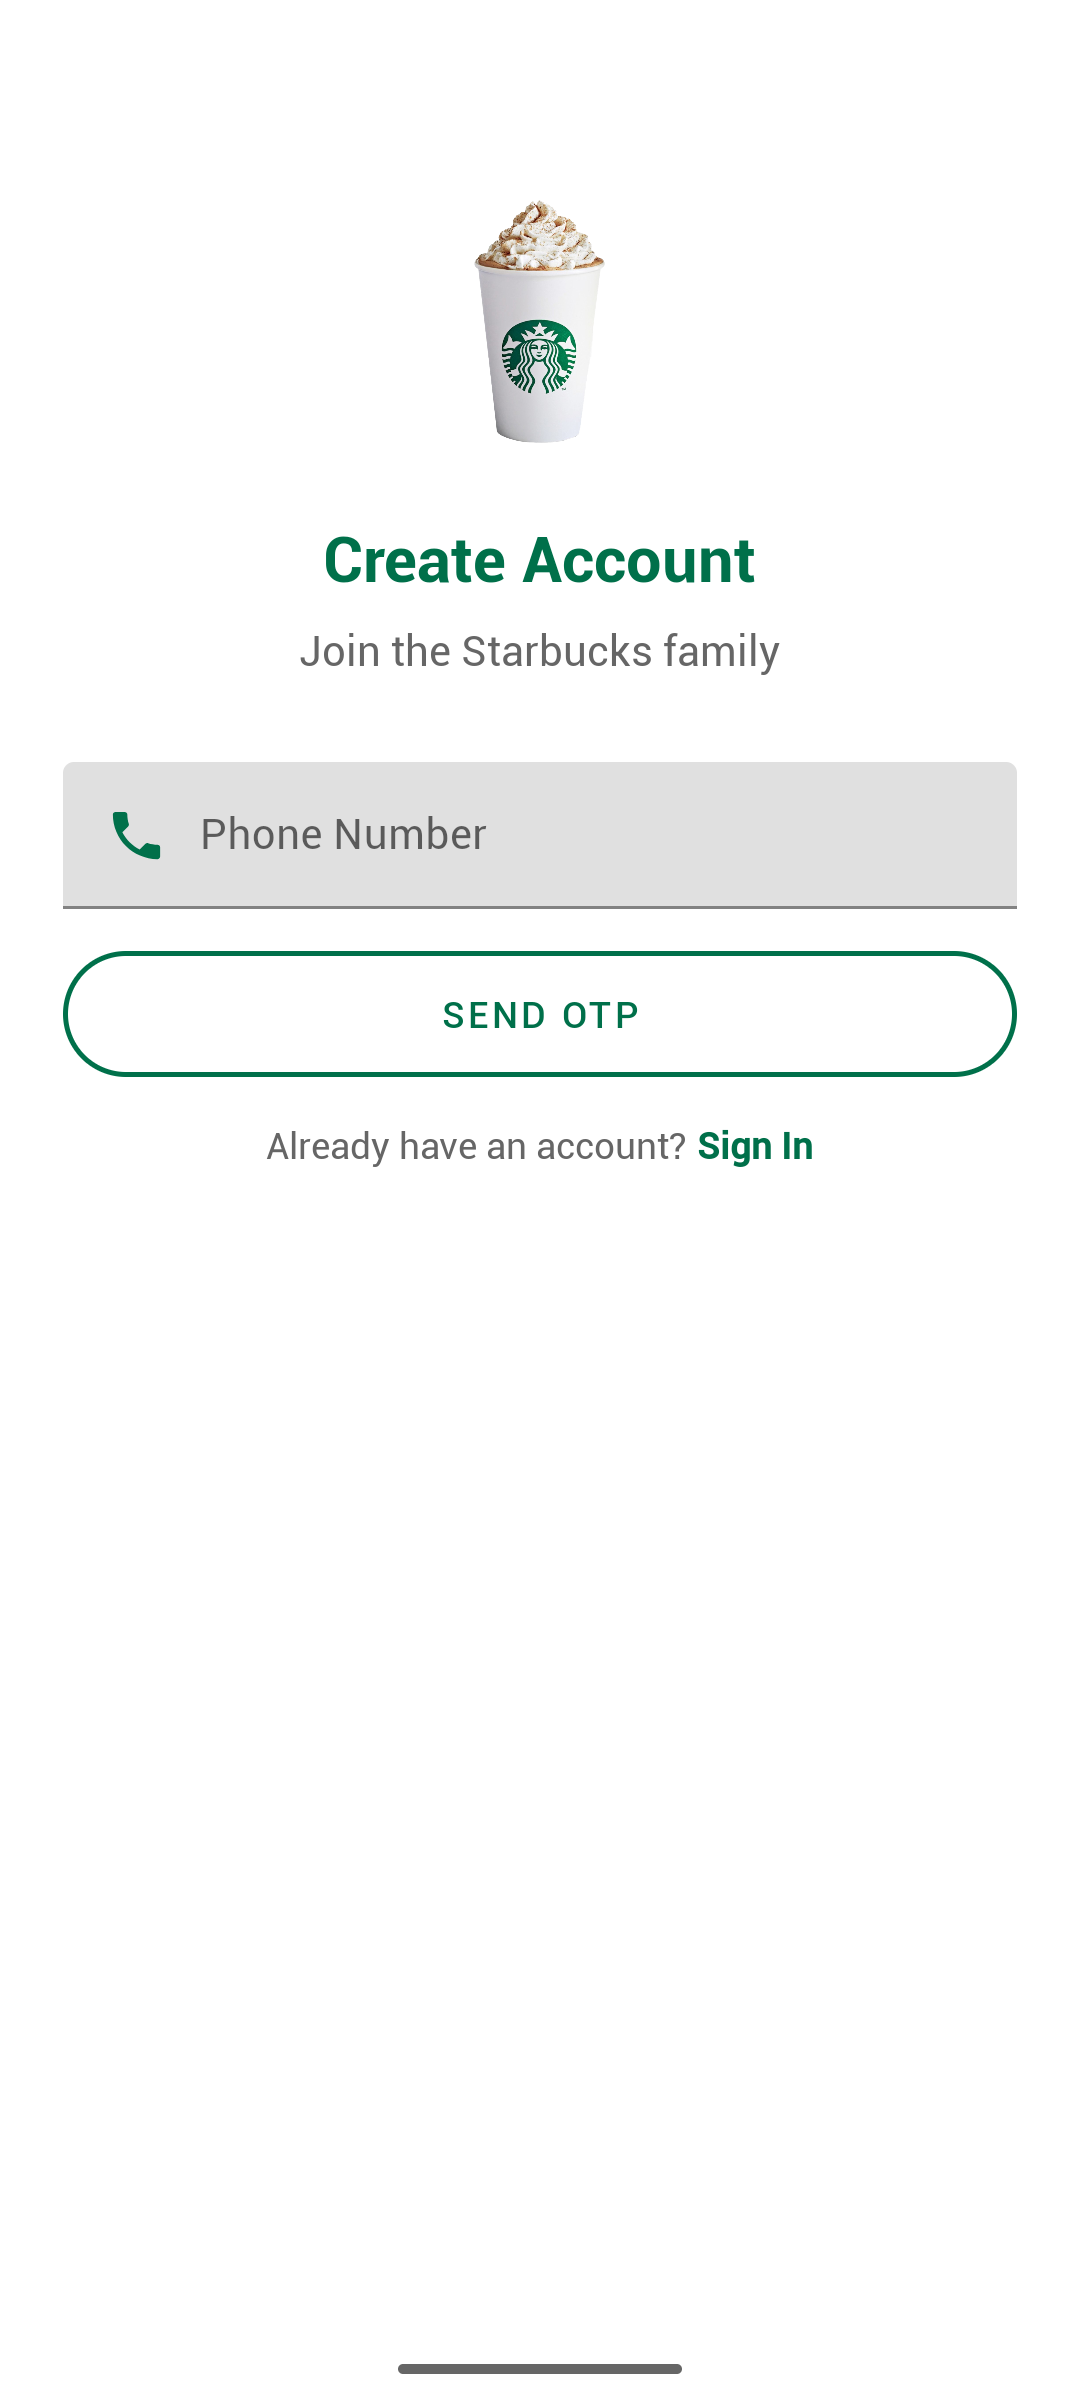 Create Account
Join the Starbucks family
Phone Number
SEND OTP
Already have an account? Sign In